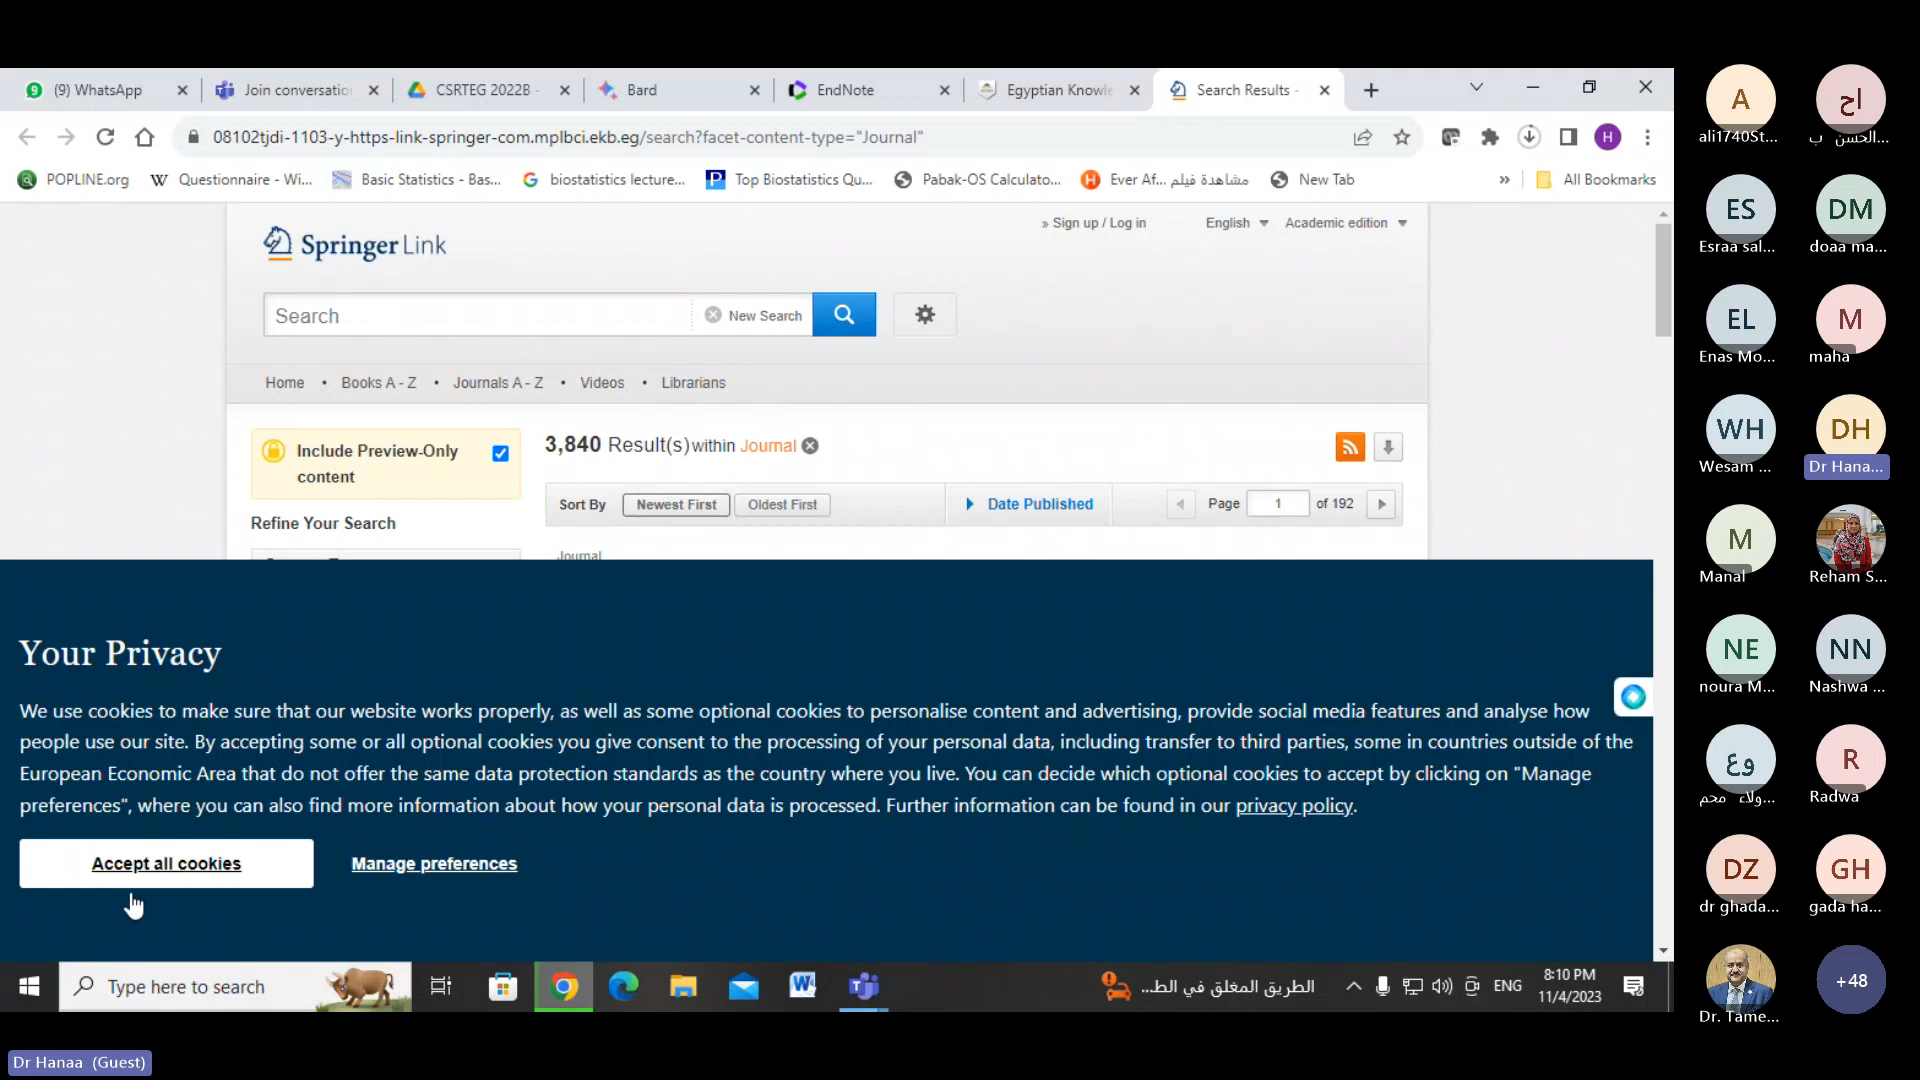 (9) WhatsApp
Join conversatio
CSRTEG 2022B -
Bard
EndNote
Egyptian Knowle
Search Results -
08102tjdi-1103-y-https-link-springer-com.mplbci.ekb.eg/search?facet-content-type="Journal"
H
POPLINE.org
Questionnaire - Wi...
Basic Statistics - Bas...
biostatistics lecture...
Top Biostatistics Qu...
Pabak-OS Calculato...
Ever Af... مشاهدة فيلم
New Tab
»
All Bookmarks
» Sign up / Log in
English
Academic edition
Springer Link
Search
New Search
Home • Books A - Z • Journals A - Z • Videos • Librarians
Include Preview-Only
content
3,840 Result(s) within Journal
Refine Your Search
Sort By
Newest First
Oldest First
Date Published
Page
1
of 192
Journal
Your Privacy
We use cookies to make sure that our website works properly, as well as some optional cookies to personalise content and advertising, provide social media features and analyse how
people use our site. By accepting some or all optional cookies you give consent to the processing of your personal data, including transfer to third parties, some in countries outside of the
European Economic Area that do not offer the same data protection standards as the country where you live. You can decide which optional cookies to accept by clicking on "Manage
preferences", where you can also find more information about how your personal data is processed. Further information can be found in our privacy policy.
Accept all cookies
Manage preferences
Type here to search
الطريق المغلق في الط...
ENG
8:10 PM
11/4/2023
Dr Hanaa (Guest)
A
ali1740St...
اح
الحسن ب...
ES
Esraa sal...
DM
doaa ma...
EL
Enas Mo...
M
maha
WH
Wesam ...
DH
Dr Hana...
M
Manal
Reham S...
NE
noura M...
NN
Nashwa ...
وع
ولاء محم...
R
Radwa
DZ
dr ghada...
GH
gada ha...
Dr. Tame...
+48